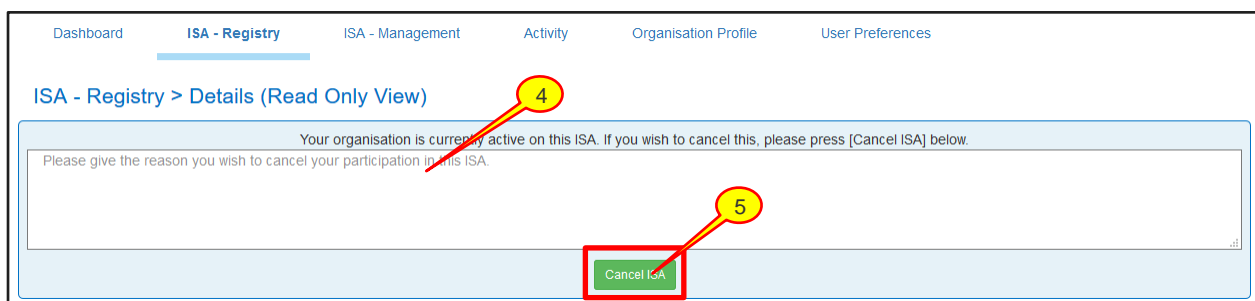 Dashboard ISA - Registry ISA - Management Activity Organisation Profile User Preferences
ISA - Registry > Details (Read Only View)
4
Your organisation is currently active on this ISA. If you wish to cancel this, please press [Cancel ISA] below.
Please give the reason you wish to cancel your participation in this ISA.
5
Cancel ISA